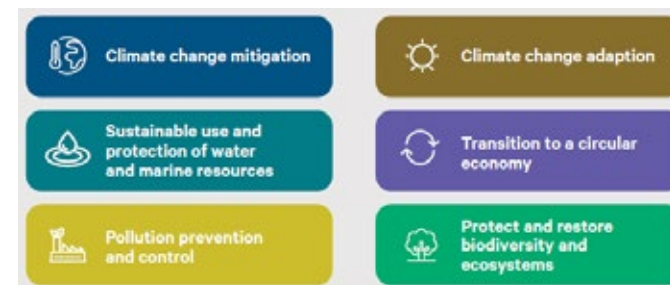 Climate change mitigation
Climate change adaption
Sustainable use and
protection of water
and marine resources
Transition to a circular
economy
Pollution prevention
and control
Protect and restore
biodiversity and
ecosystems